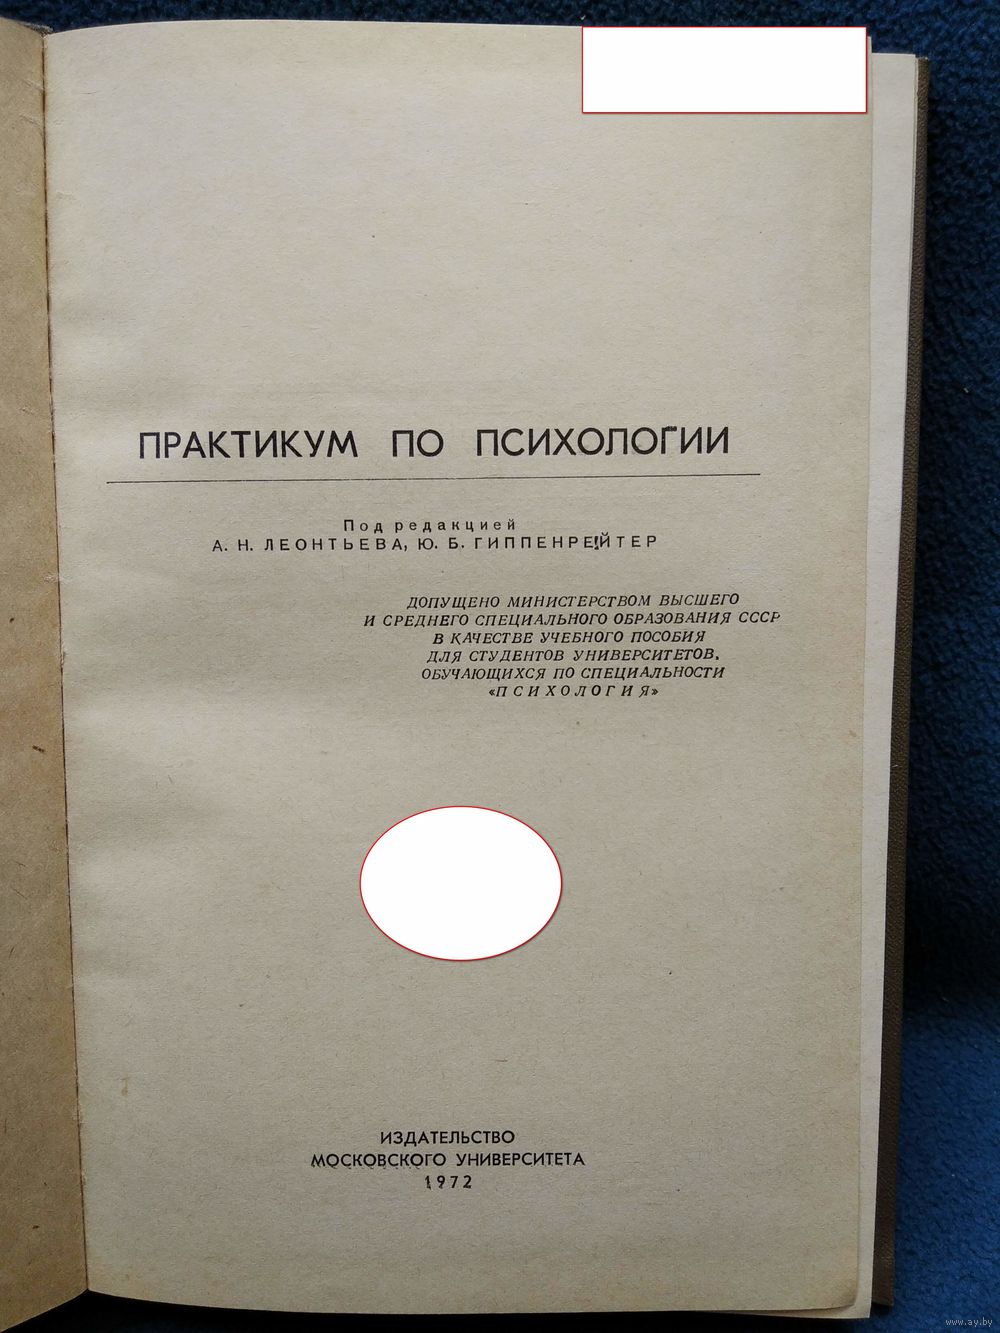 ПРАКТИКУМ ПО ПСИХОЛОГИИ
Под редакцией
А. Н. ЛЕОНТЬЕВА, Ю. Б. ГИППЕНРЕЙТЕР
ДОПУЩЕНО МИНИСТЕРСТВОМ ВЫСШЕГО
И СРЕДНЕГО СПЕЦИАЛЬНОГО ОБРАЗОВАНИЯ СССР
В КАЧЕСТВЕ УЧЕБНОГО ПОСОБИЯ
ДЛЯ СТУДЕНТОВ УНИВЕРСИТЕТОВ,
ОБУЧАЮЩИХСЯ ПО СПЕЦИАЛЬНОСТИ
«ПСИХОЛОГИЯ»
ИЗДАТЕЛЬСТВО
МОСКОВСКОГО УНИВЕРСИТЕТА
1972
www.ay.by